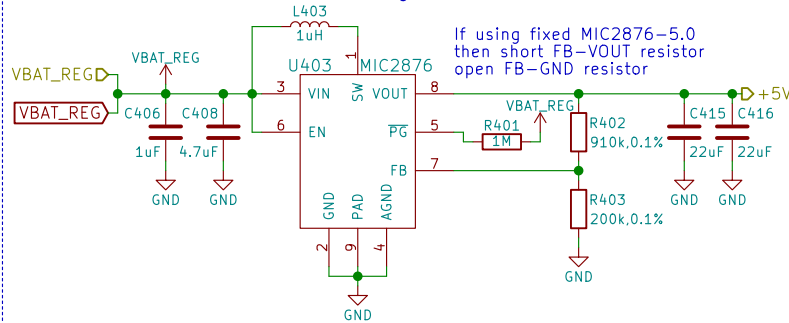 L403
1uH
If using fixed MIC2876-5.0
then short FB-VOUT resistor
open FB-GND resistor
VBAT_REG
VBAT_REG
VBAT_REG
U403
MIC2876
1
SW
3
VIN
VOUT
8
+5V
C406
1uF
C408
4.7uF
6
EN
PG
5
R401
1M
VBAT_REG
R402
910k,0.1%
C415
22uF
C416
22uF
FB
7
R403
200k,0.1%
GND
GND
GND
GND
GND
PAD
AGND
2
9
4
GND
GND